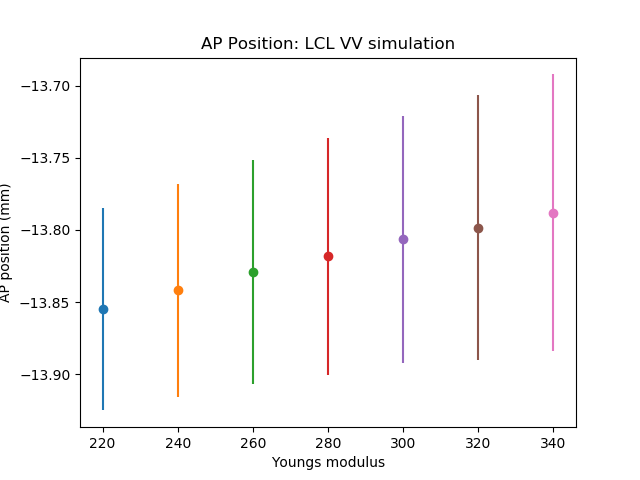 AP Position: LCL VV simulation
−13.70
−13.75
−13.80
−13.85
−13.90
AP position (mm)
220 240 260 280 300 320 340
Youngs modulus